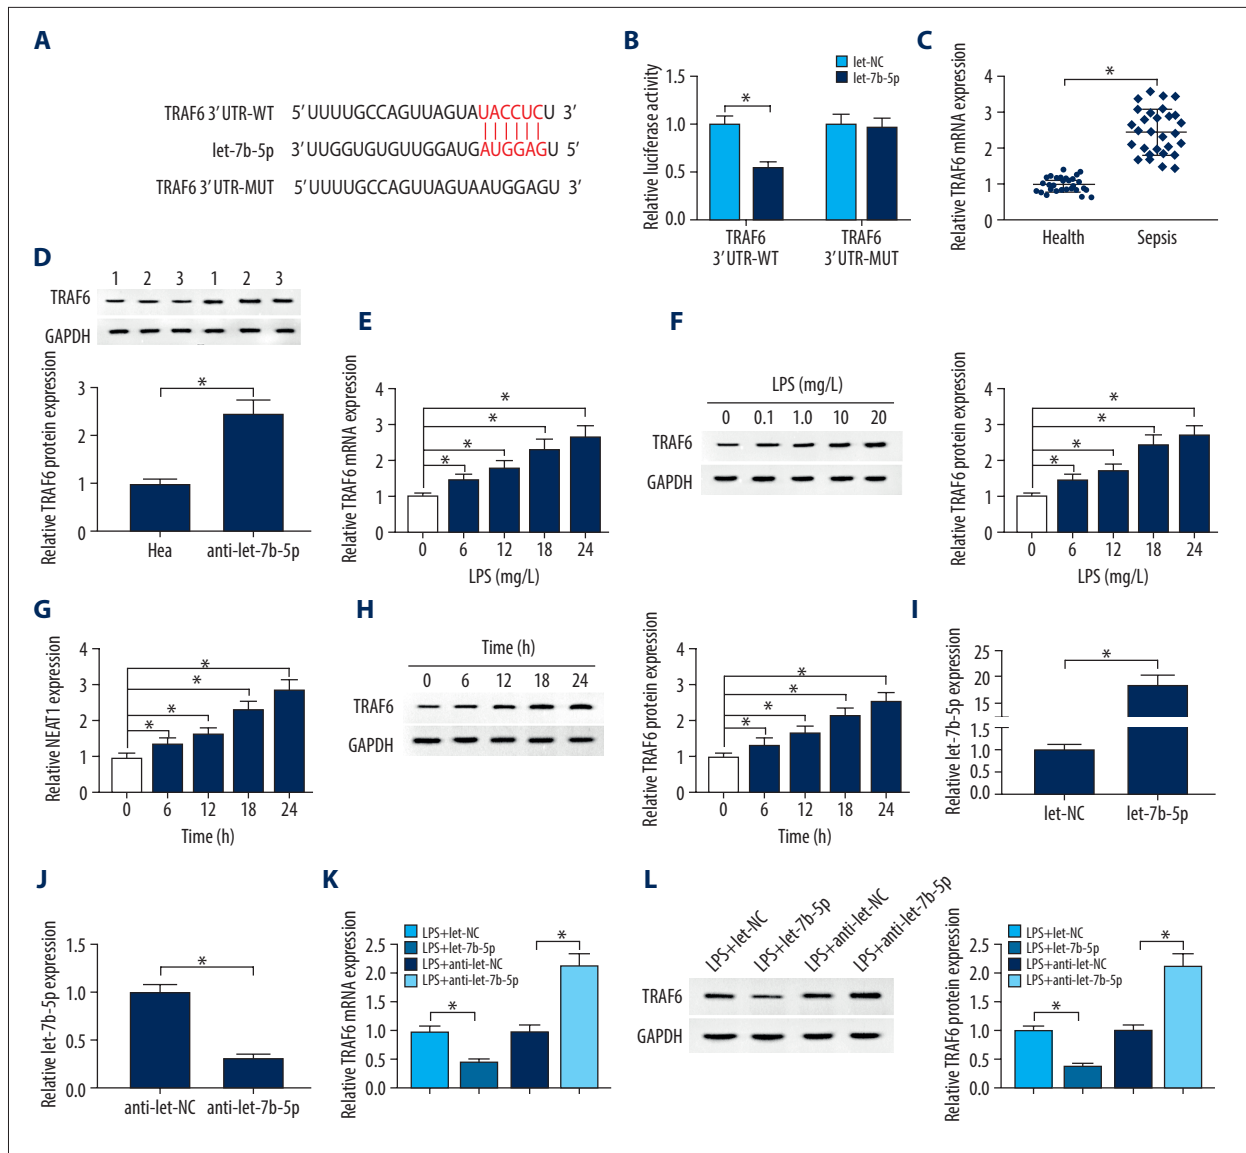 A
TRAF6 3' UTR-WT 5' UUUUGCCAGUUAGUAUACCUCU 3'
let-7b-5p 3' UUGGUGUGUUGGAUGAUGGAGU 5'
TRAF6 3' UTR-MUT 5' UUUUGCCAGUUAGUAAUGGAGU 3'
B
let-NC
let-7b-5p
Relative luciferase activity
1.5
1.0
0.5
0.0
*
TRAF6 3' UTR-WT
TRAF6 3' UTR-MUT
C
Relative TRAF6 mRNA expression
4
3
2
1
0
*
Health Sepsis
D
1 2 3 1 2 3
TRAF6
GAPDH
Relative TRAF6 protein expression
3
2
1
0
*
Hea anti-let-7b-5p
E
Relative TRAF6 mRNA expression
4
3
2
1
0
*
*
*
*
0 6 12 18 24
LPS (mg/L)
F
LPS (mg/L)
0 0.1 1.0 10 20
TRAF6
GAPDH
Relative TRAF6 protein expression
4
3
2
1
0
*
*
*
*
0 6 12 18 24
LPS (mg/L)
G
Relative NEAT1 expression
4
3
2
1
0
*
*
*
*
0 6 12 18 24
Time (h)
H
Time (h)
0 6 12 18 24
TRAF6
GAPDH
Relative TRAF6 protein expression
4
3
2
1
0
*
*
*
*
0 6 12 18 24
Time (h)
I
Relative let-7b-5p expression
25
20
15
10
5
1.5
1.0
0.5
0.0
*
let-NC let-7b-5p
J
Relative let-7b-5p expression
1.5
1.0
0.5
0.0
*
anti-let-NC anti-let-7b-5p
K
LPS+let-NC
LPS+let-7b-5p
LPS+anti-let-NC
LPS+anti-let-7b-5p
Relative TRAF6 mRNA expression
2.5
2.0
1.5
1.0
0.5
0.0
*
*
L
LPS+let-NC
LPS+let-7b-5p
LPS+anti-let-NC
LPS+anti-let-7b-5p
TRAF6
GAPDH
LPS+let-NC
LPS+let-7b-5p
LPS+anti-let-NC
LPS+anti-let-7b-5p
Relative TRAF6 protein expression
2.5
2.0
1.5
1.0
0.5
0.0
*
*